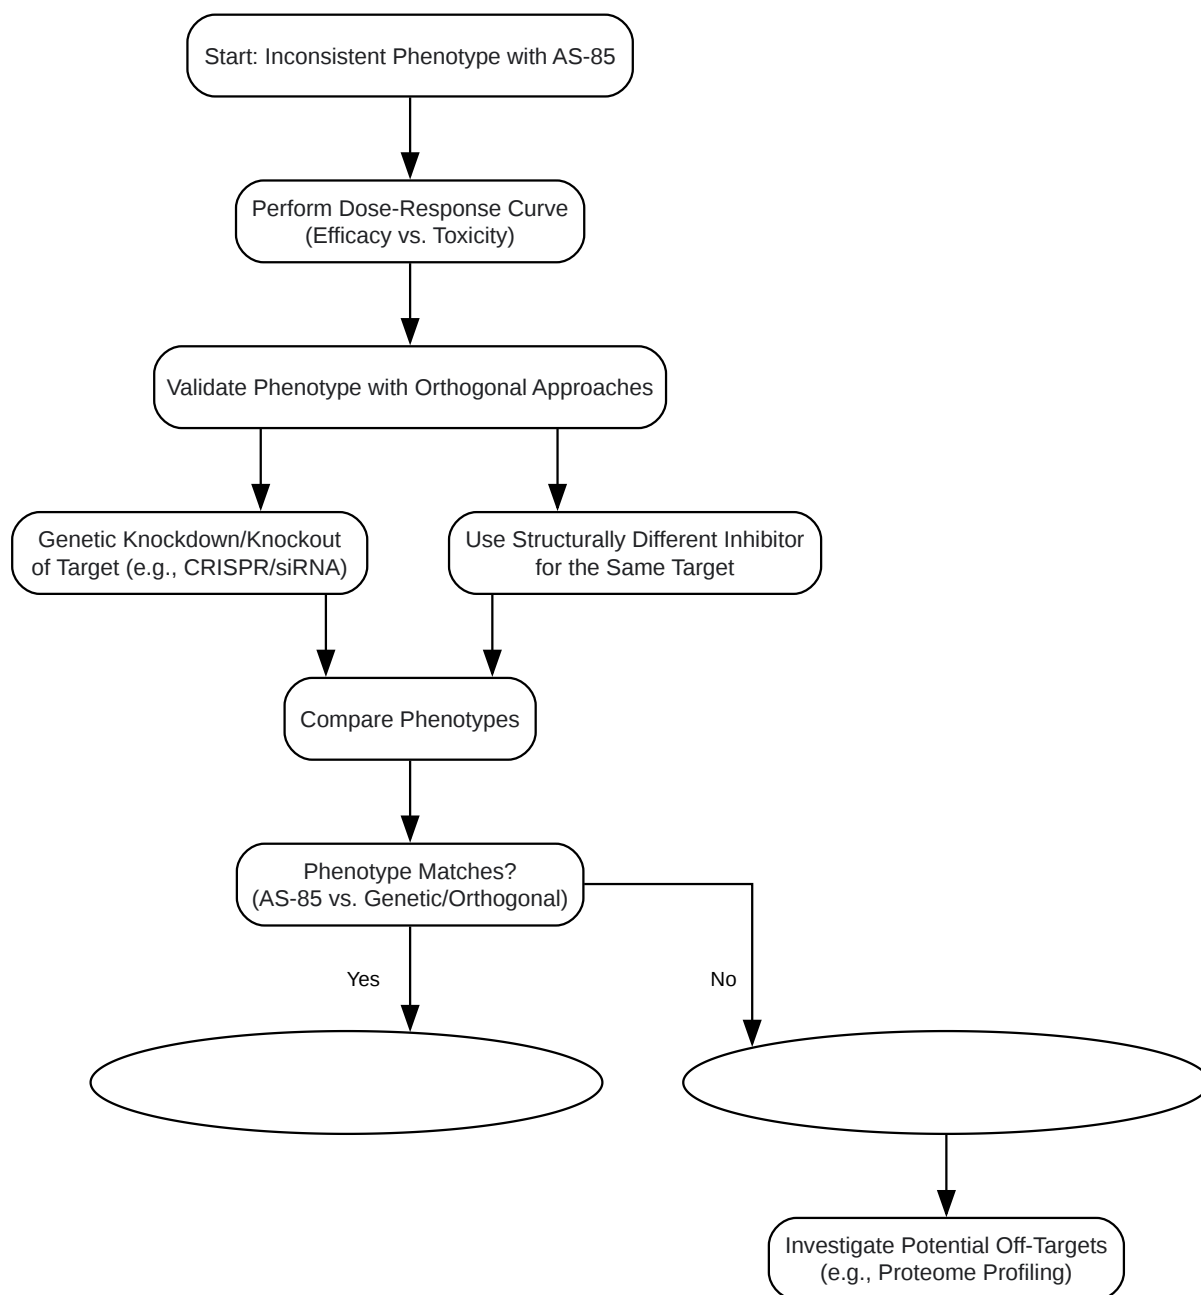 Start: Inconsistent Phenotype with AS-85
Perform Dose-Response Curve
(Efficacy vs. Toxicity)
Validate Phenotype with Orthogonal Approaches
Genetic Knockdown/Knockout
of Target (e.g., CRISPR/siRNA)
Use Structurally Different Inhibitor
for the Same Target
Compare Phenotypes
Phenotype Matches?
(AS-85 vs. Genetic/Orthogonal)
Yes
No
Investigate Potential Off-Targets
(e.g., Proteome Profiling)